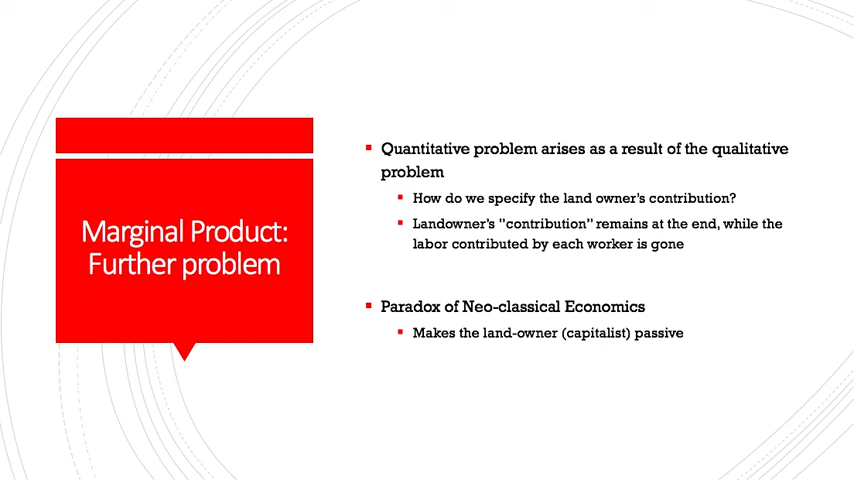 Marginal Product:
Further problem
Quantitative problem arises as a result of the qualitative
problem
How do we specify the land owner's contribution?
Landowner's "contribution" remains at the end, while the
labor contributed by each worker is gone
Paradox of Neo-classical Economics
Makes the land-owner (capitalist) passive